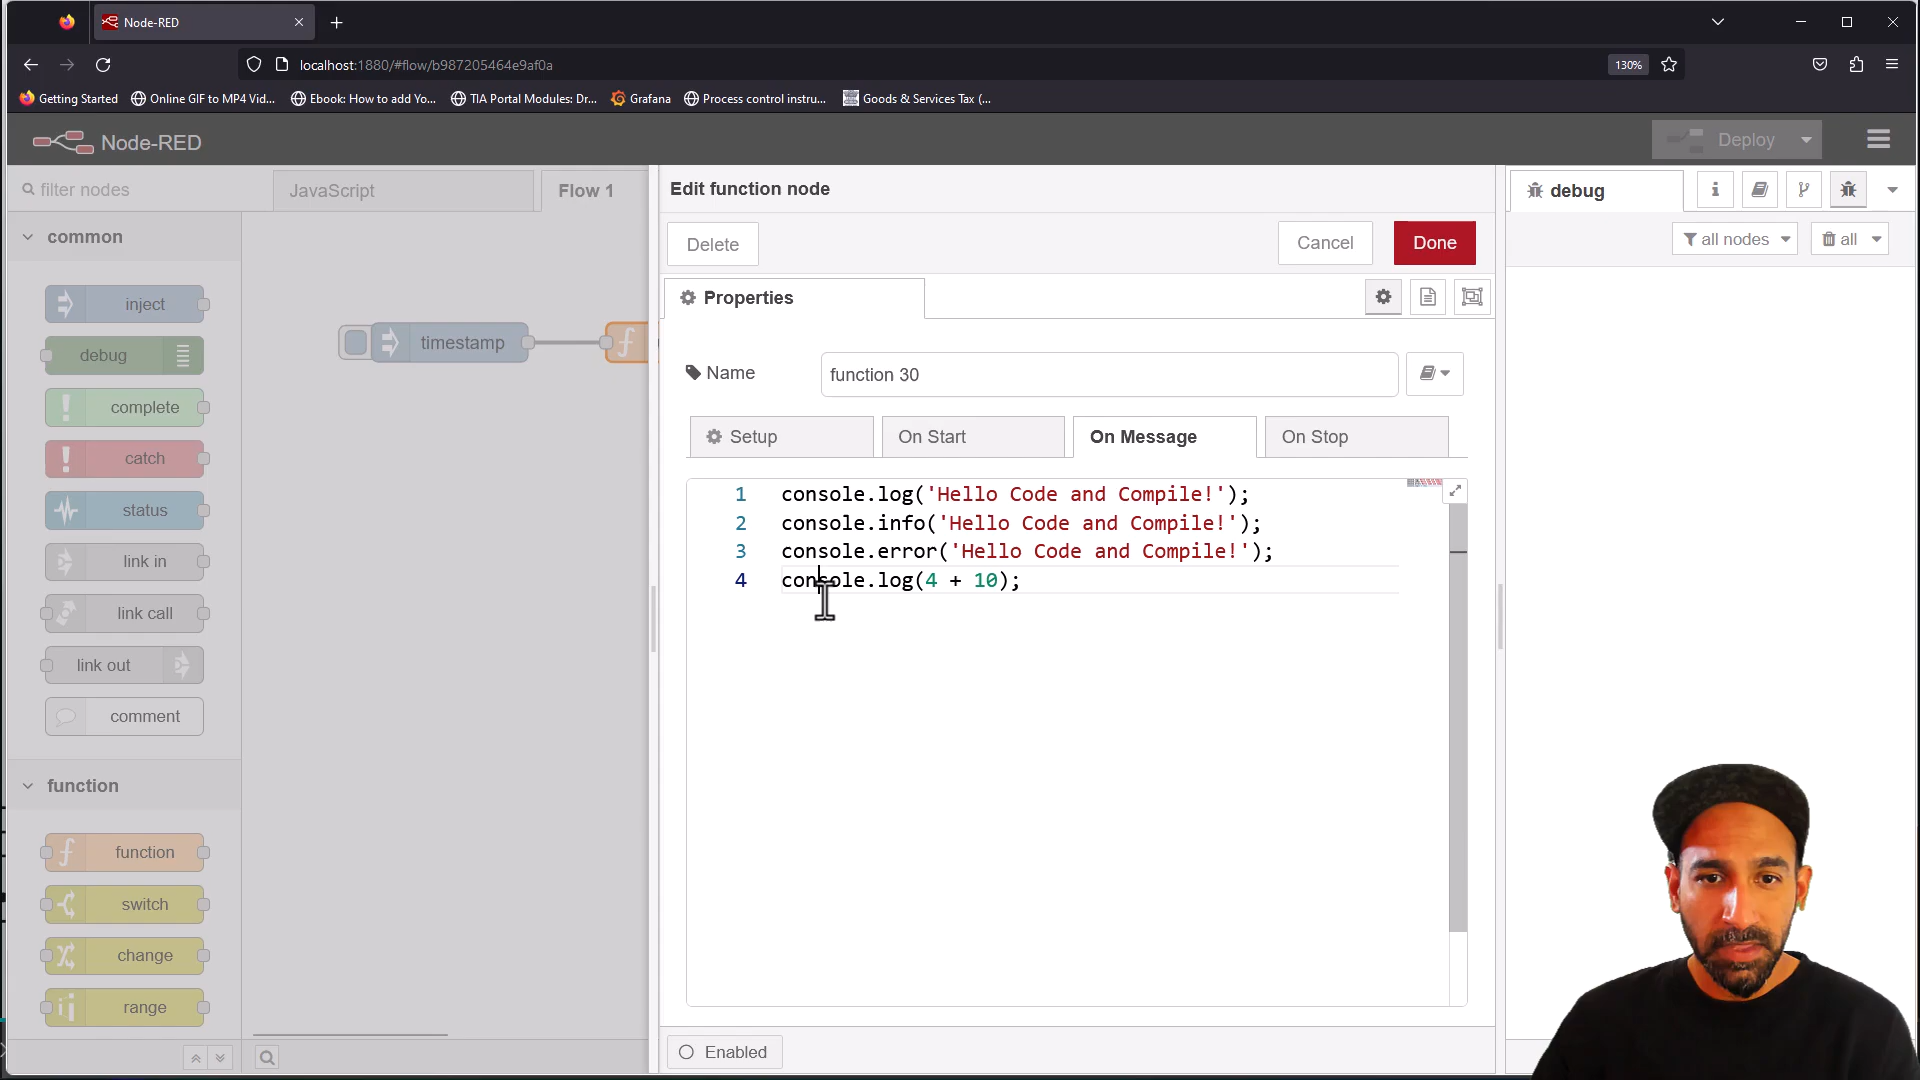 Node-RED
localhost:1880/#flow/b987205464e9af0a
130%
Getting Started
Online GIF to MP4 Vid...
Ebook: How to add Yo...
TIA Portal Modules: Dr...
Grafana
Process control instru...
Goods & Services Tax (...
Node-RED
Deploy
filter nodes
JavaScript
Flow 1
common
inject
debug
complete
catch
status
link in
link call
link out
comment
function
function
switch
change
range
timestamp
Edit function node
Delete
Cancel
Done
Properties
Name
function 30
Setup
On Start
On Message
On Stop
1 console.log('Hello Code and Compile!');
2 console.info('Hello Code and Compile!');
3 console.error('Hello Code and Compile!');
4 console.log(4 + 10);
Enabled
debug
all nodes
all